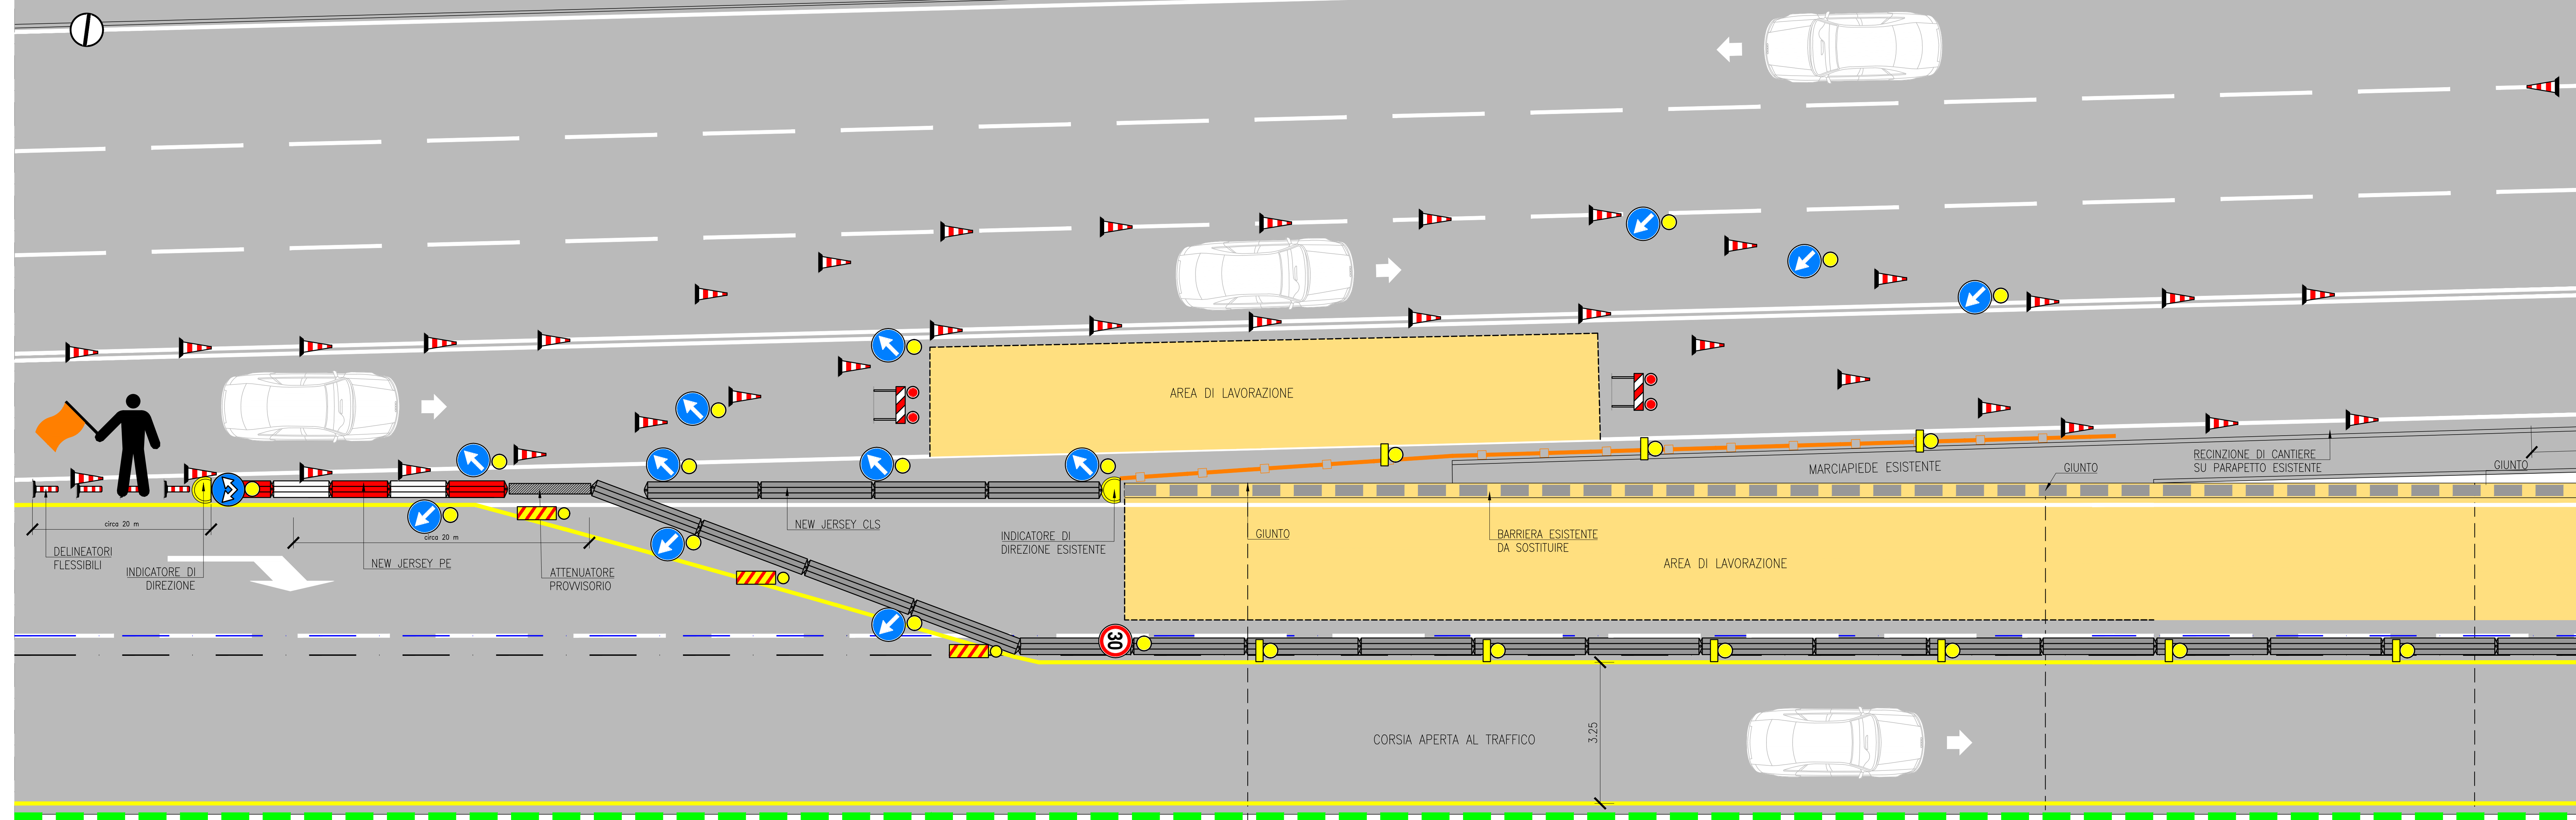 AREA DI LAVORAZIONE
MARCIAPIEDE ESISTENTE
RECINZIONE DI CANTIERE
SU PARAPETTO ESISTENTE
GIUNTO
GIUNTO
circa 20 m
DELINEATORI
FLESSIBILI
INDICATORE DI
DIREZIONE
NEW JERSEY PE
circa 20 m
ATTENUATORE
PROVVISORIO
NEW JERSEY CLS
INDICATORE DI
DIREZIONE ESISTENTE
GIUNTO
BARRIERA ESISTENTE
DA SOSTITUIRE
AREA DI LAVORAZIONE
30
CORSIA APERTA AL TRAFFICO
3.25